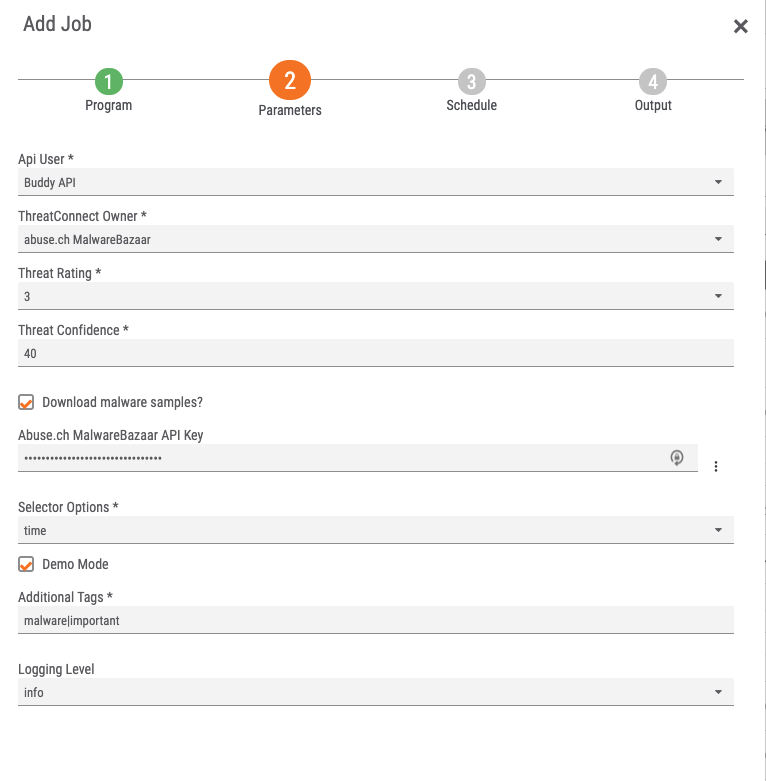 Add Job
1
2
3
4
Program
Parameters
Schedule
Output
Api User *
Buddy API
ThreatConnect Owner *
abuse.ch MalwareBazaar
Threat Rating *
3
Threat Confidence *
40
Download malware samples?
Abuse.ch MalwareBazaar API Key
••••••••••••••••••••••••••••••••
Selector Options *
time
Demo Mode
Additional Tags *
malware|important
Logging Level
info